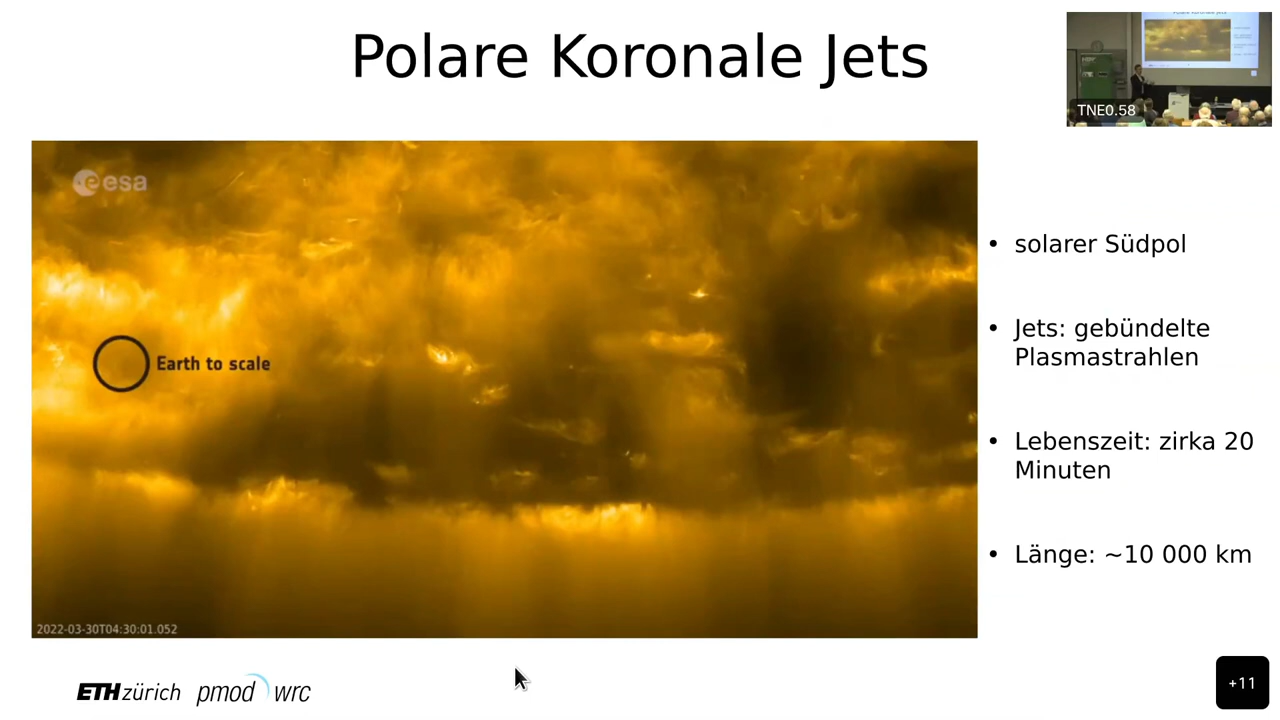 Polare Koronale Jets
TNE0.58
esa
Earth to scale
2022-03-30T04:30:01.052
• solarer Südpol
• Jets: gebündelte
Plasmastrahlen
• Lebenszeit: zirka 20
Minuten
• Länge: ~10 000 km
ETH zürich pmod wrc
+11